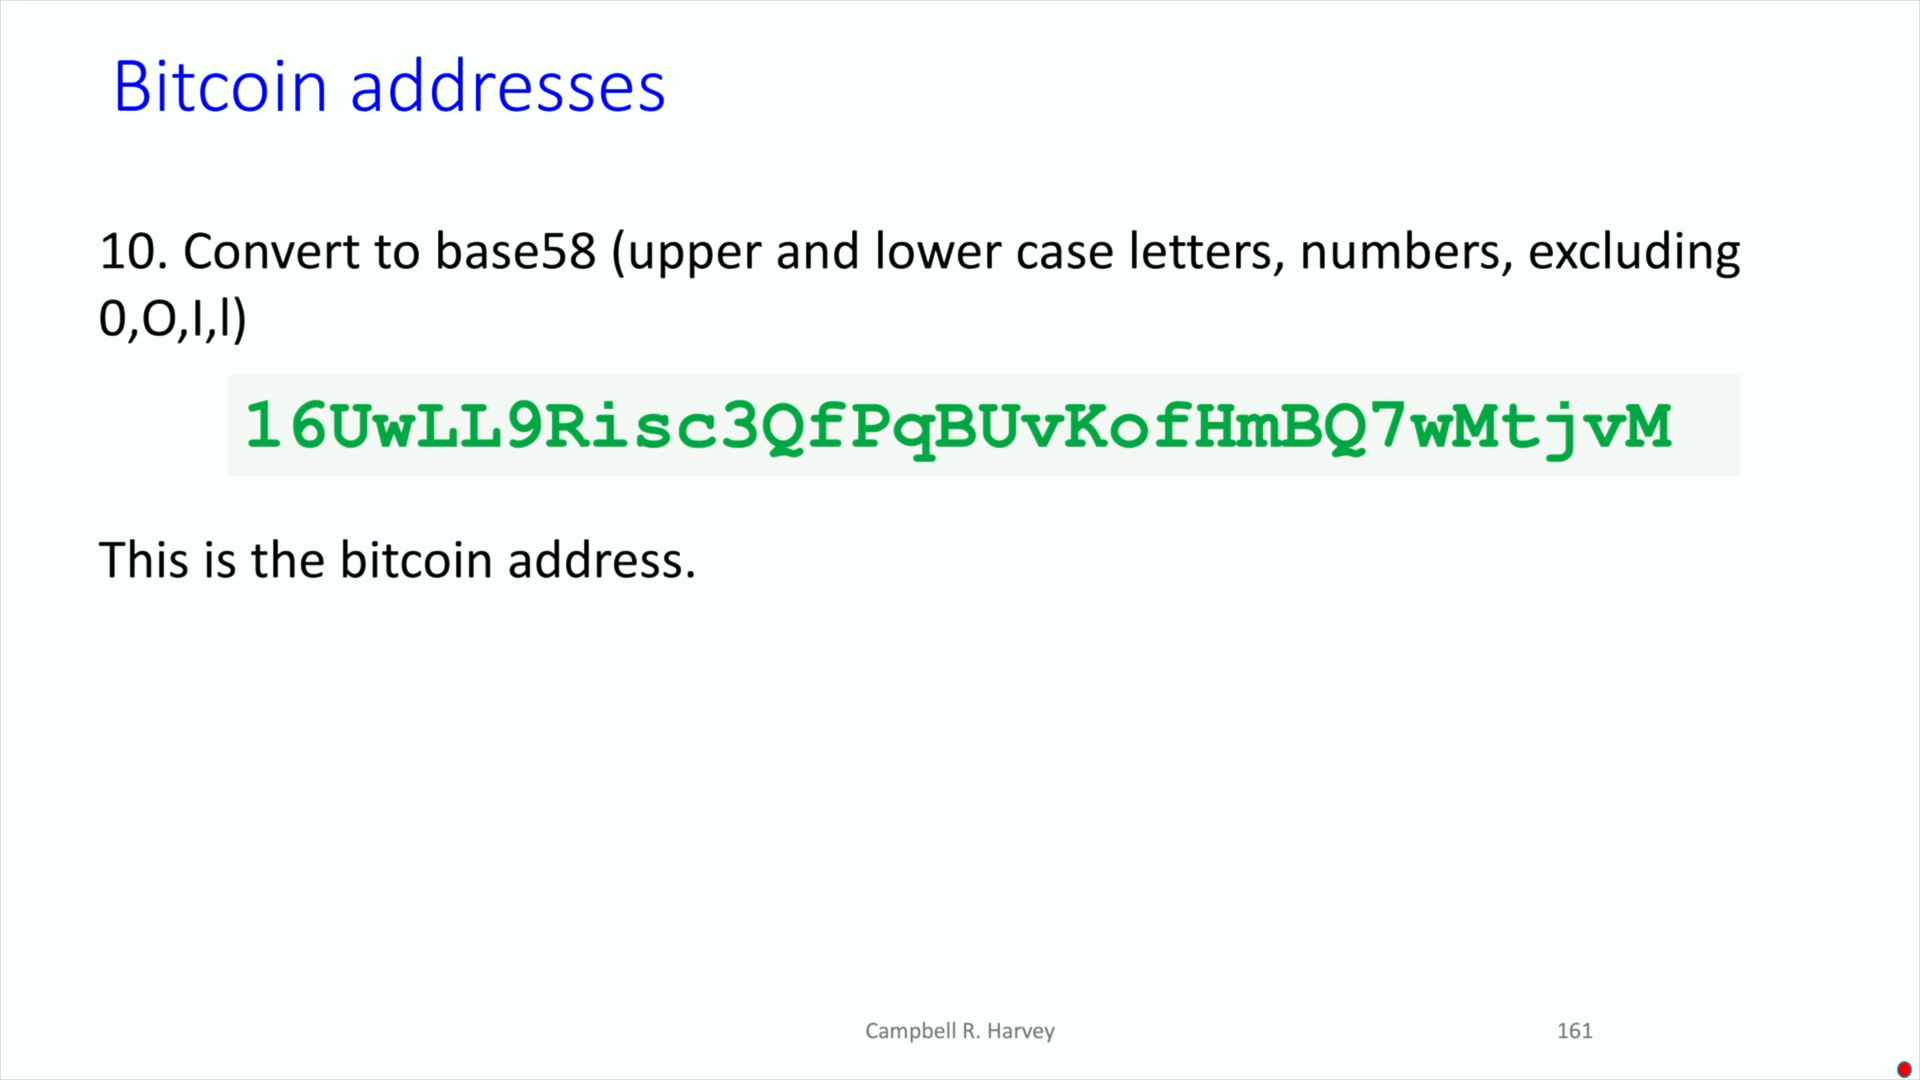 Bitcoin addresses
10. Convert to base58 (upper and lower case letters, numbers, excluding
0,O,I,l)
16UwLL9Risc3QfPqBUvKofHmBQ7wMtjvM
This is the bitcoin address.
Campbell R. Harvey
161